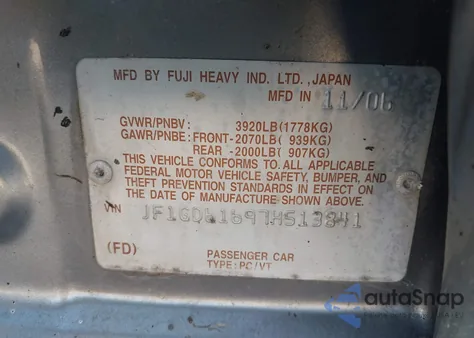 MFD BY FUJI HEAVY IND. LTD., JAPAN
MFD IN 11/06
GVWR/PNBV: 3920LB(1778KG)
GAWR/PNBE: FRONT-2070LB( 939KG)
REAR -2000LB( 907KG)
THIS VEHICLE CONFORMS TO ALL APPLICABLE
FEDERAL MOTOR VEHICLE SAFETY, BUMPER, AND
THEFT PREVENTION STANDARDS IN EFFECT ON
THE DATE OF MANUFACTURE SHOWN ABOVE.
VIN
(FD) PASSENGER CAR
TYPE: PC/VT
autoSnap